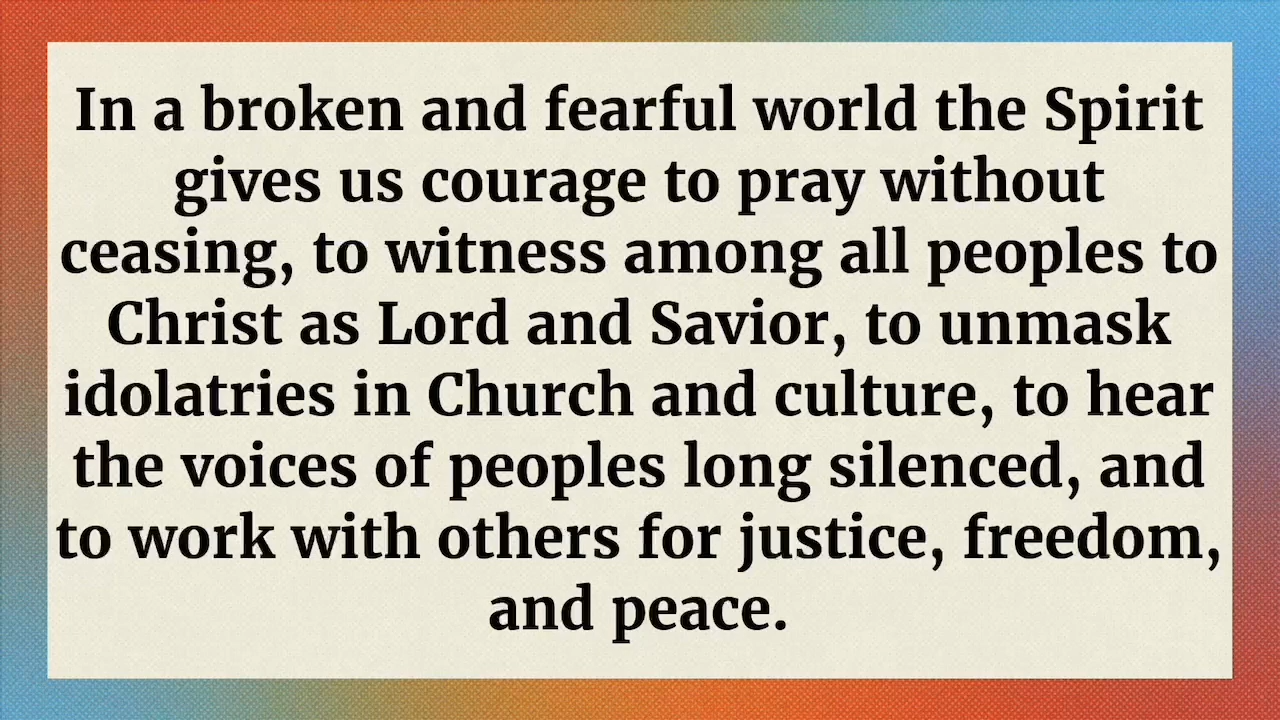 In a broken and fearful world the Spirit
gives us courage to pray without
ceasing, to witness among all peoples to
Christ as Lord and Savior, to unmask
idolatries in Church and culture, to hear
the voices of peoples long silenced, and
to work with others for justice, freedom,
and peace.